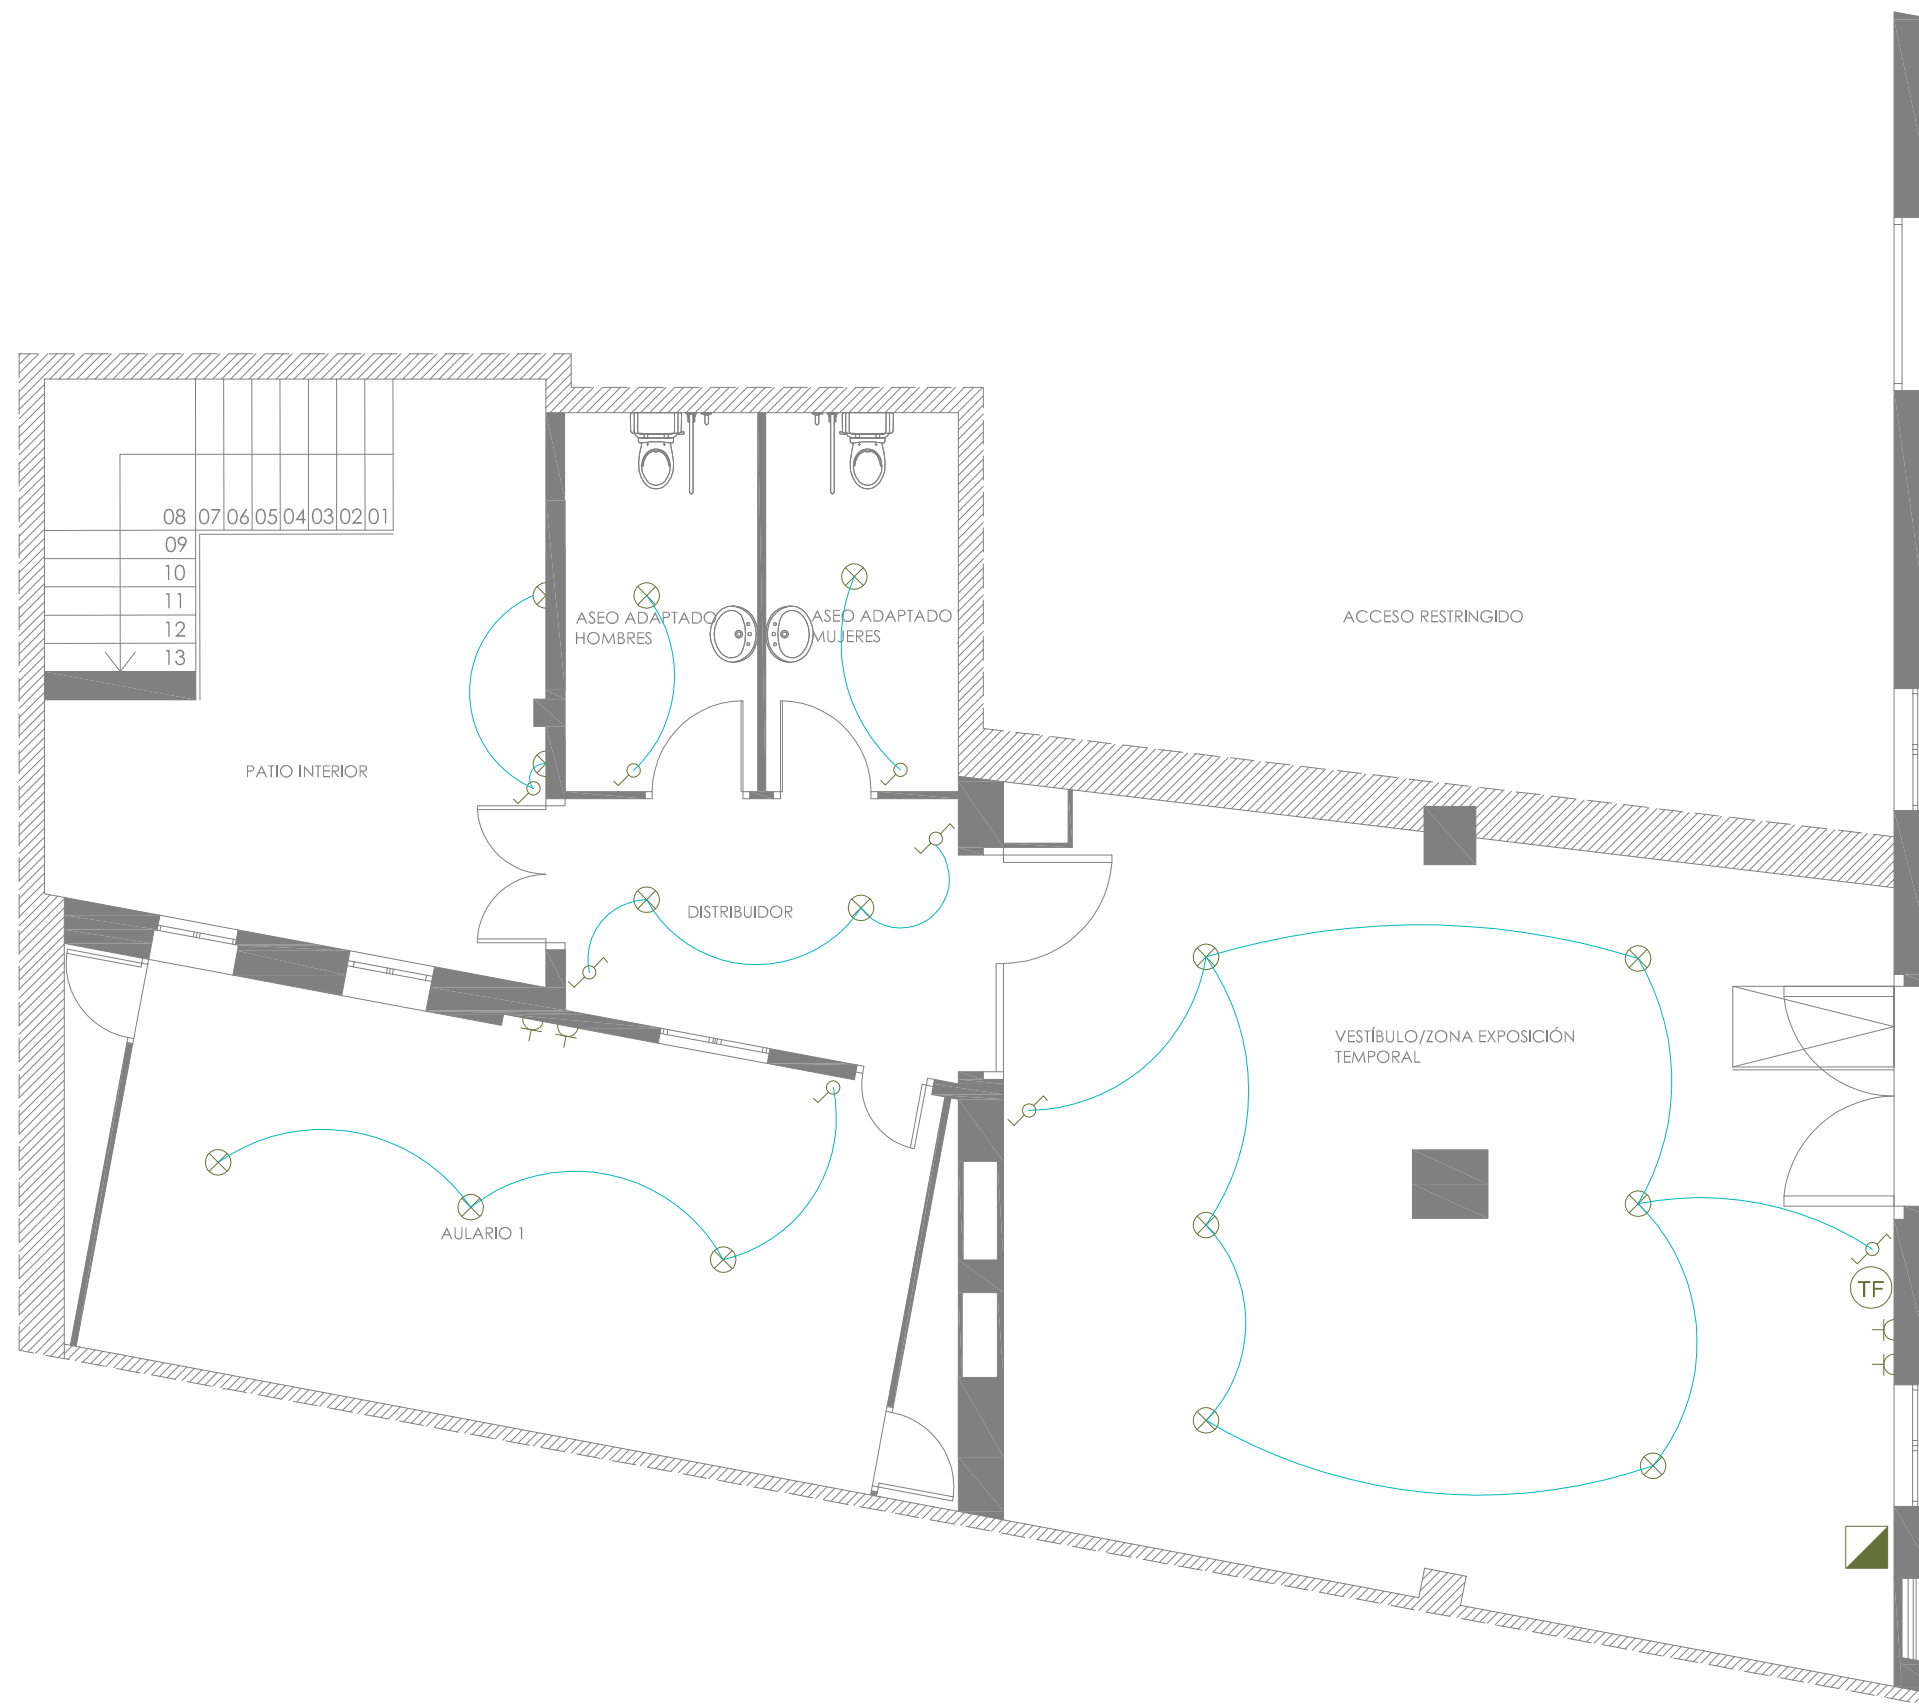 08 07 06 05 04 03 02 01
09
10
11
12
13
ASEO ADAPTADO
HOMBRES
ASEO ADAPTADO
MUJERES
ACCESO RESTRINGIDO
PATIO INTERIOR
DISTRIBUIDOR
VESTÍBULO/ZONA EXPOSICIÓN
TEMPORAL
AULARIO 1
TF